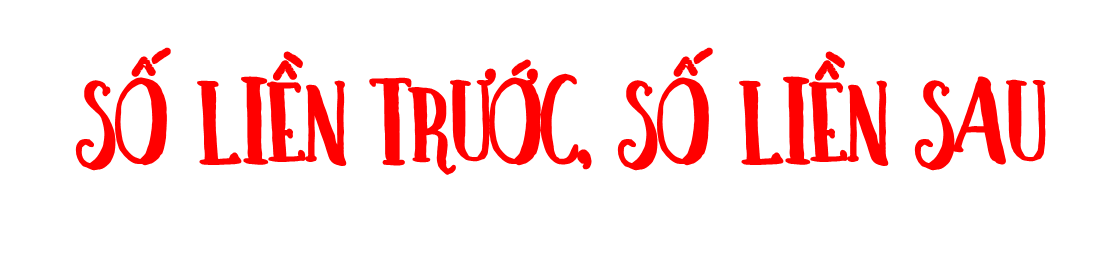 SỐ LIỀN TRƯỚC, SỐ LIỀN SAU